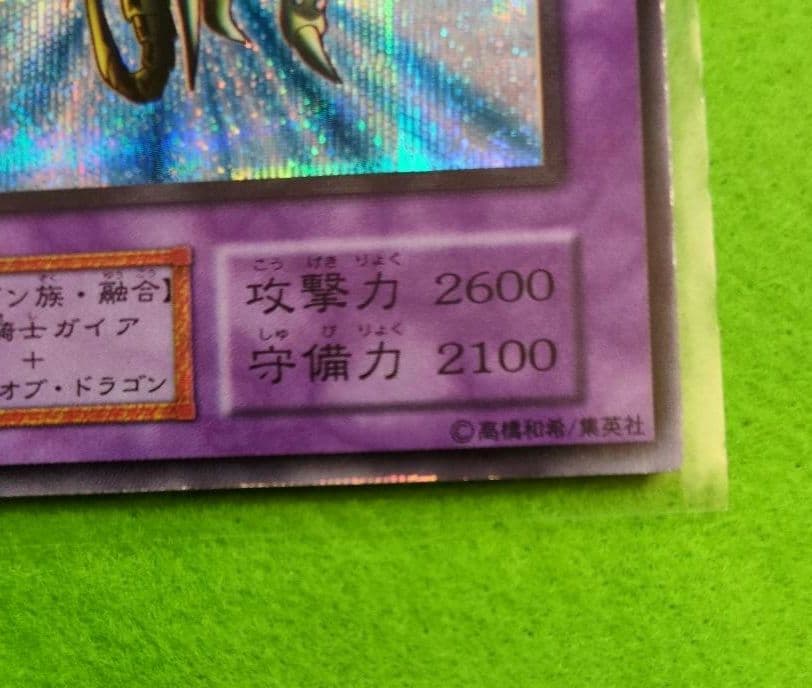 ン族・融合】
騎士ガイア
+
オブ・ドラゴン
こう げき りょく
攻撃力 2600
しゅ び りょく
守備力 2100
©高橋和希/集英社